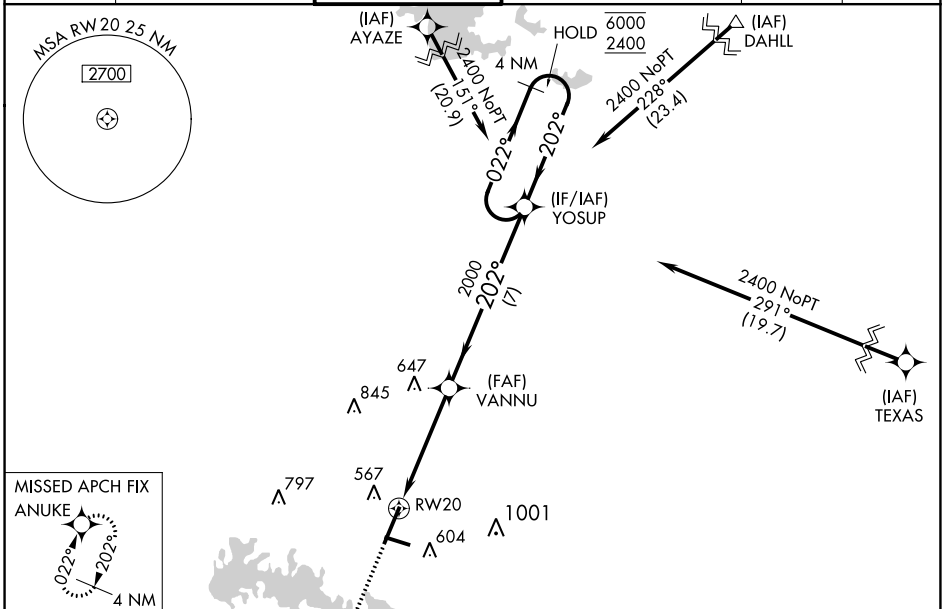 MSA RW20 25 NM
2700
(IAF)
AYAZE
2400 NoPT
151°
(20.9)
HOLD
6000
2400
4 NM
022°
202°
(IAF)
DAHLL
2400 NoPT
228°
(23.4)
(IF/IAF)
YOSUP
2000
202°
(7)
2400 NoPT
291°
(19.7)
(IAF)
TEXAS
647
845
(FAF)
VANNU
797
567
RW20
1001
604
MISSED APCH FIX
ANUKE
022°
202°
4 NM